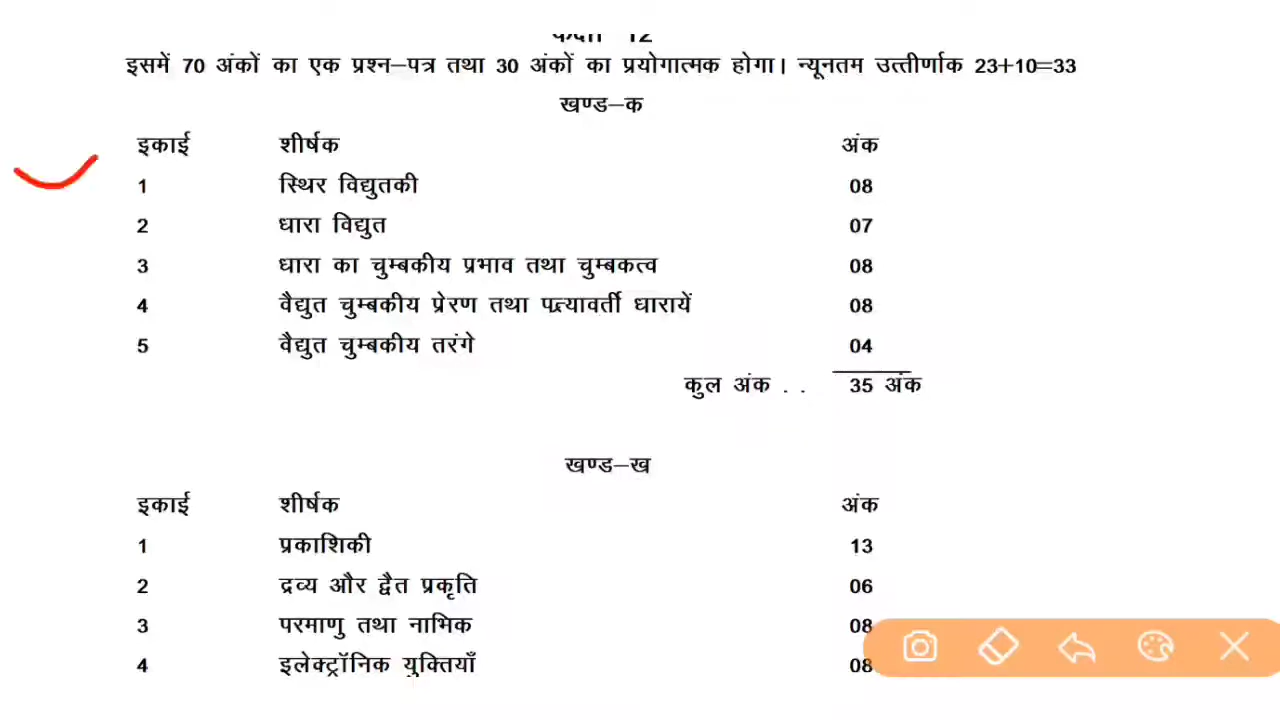 कक्षा 12
इसमें 70 अंकों का एक प्रश्न–पत्र तथा 30 अंकों का प्रयोगात्मक होगा। न्यूनतम उत्तीर्णाक 23+10=33
खण्ड–क
इकाई शीर्षक अंक
1 स्थिर विद्युतकी 08
2 धारा विद्युत 07
3 धारा का चुम्बकीय प्रभाव तथा चुम्बकत्व 08
4 वैद्युत चुम्बकीय प्रेरण तथा प्रत्यावर्ती धारायें 08
5 वैद्युत चुम्बकीय तरंगे 04
कुल अंक . . 35 अंक
खण्ड–ख
इकाई शीर्षक अंक
1 प्रकाशिकी 13
2 द्रव्य और द्वैत प्रकृति 06
3 परमाणु तथा नाभिक 08
4 इलेक्ट्रॉनिक युक्तियाँ 08